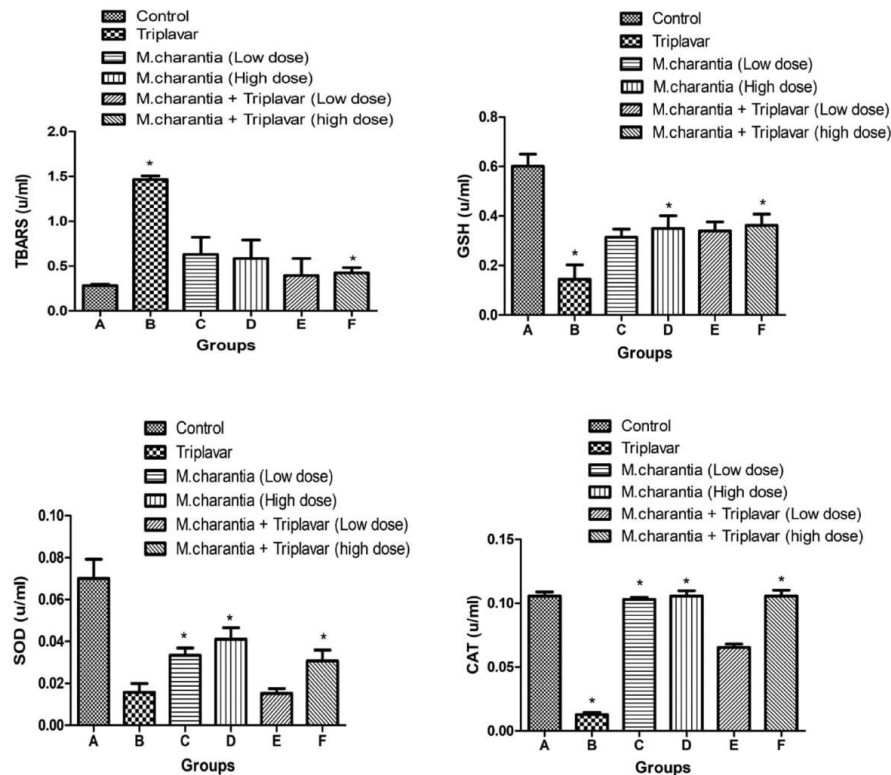 Control
Triplavar
M.charantia (Low dose)
M.charantia (High dose)
M.charantia + Triplavar (Low dose)
M.charantia + Triplavar (high dose)
TBARS (u/ml)
2.0
1.5
1.0
0.5
0.0
*
*
A B C D E F
Groups
Control
Triplavar
M.charantia (Low dose)
M.charantia (High dose)
M.charantia + Triplavar (Low dose)
M.charantia + Triplavar (high dose)
GSH (u/ml)
0.8
0.6
0.4
0.2
0.0
*
*
*
A B C D E F
Groups
Control
Triplavar
M.charantia (Low dose)
M.charantia (High dose)
M.charantia + Triplavar (Low dose)
M.charantia + Triplavar (high dose)
SOD (u/ml)
0.10
0.08
0.06
0.04
0.02
0.00
*
*
*
A B C D E F
Groups
Control
Triplavar
M.charantia (Low dose)
M.charantia (High dose)
M.charantia + Triplavar (Low dose)
M.charantia + Triplavar (high dose)
CAT (u/ml)
0.15
0.10
0.05
0.00
*
*
*
*
A B C D E F
Groups